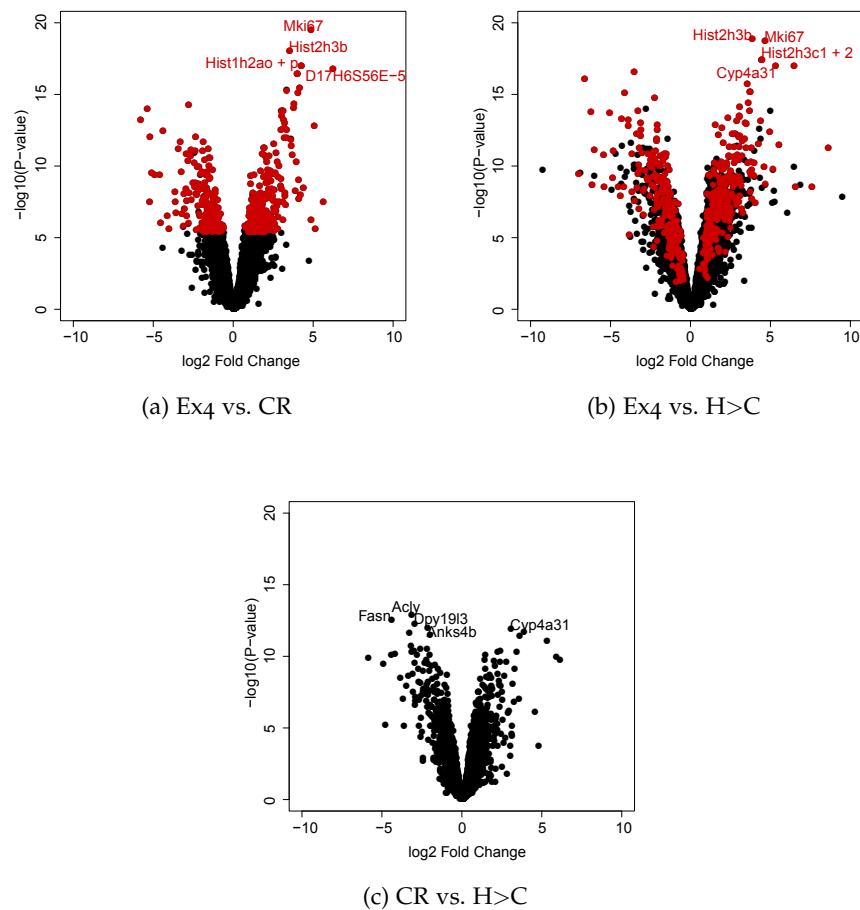 20
15
10
5
0
−log10(P−value)
Mki67
Hist2h3b
Hist1h2ao + p
D17H6S56E−5
−10 −5 0 5 10
log2 Fold Change
(a) Ex4 vs. CR
20
15
10
5
0
−log10(P−value)
Hist2h3b
Mki67
Hist2h3c1 + 2
Cyp4a31
−10 −5 0 5 10
log2 Fold Change
(b) Ex4 vs. H>C
20
15
10
5
0
−log10(P−value)
Acly
Fasn
Dpy19l3
Anks4b
Cyp4a31
−10 −5 0 5 10
log2 Fold Change
(c) CR vs. H>C